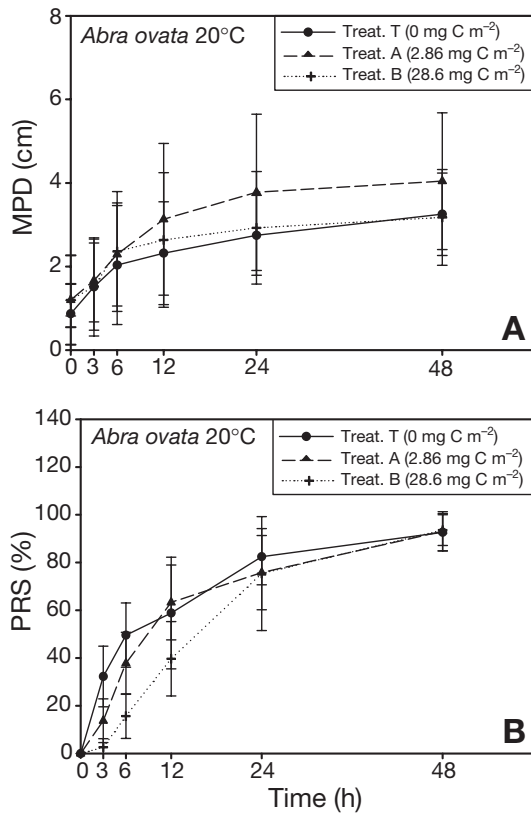 Abra ovata 20°C
Treat. T (0 mg C m⁻²)
Treat. A (2.86 mg C m⁻²)
Treat. B (28.6 mg C m⁻²)
MPD (cm)
8
6
4
2
0
0 3 6 12 24 48
A
Abra ovata 20°C
Treat. T (0 mg C m⁻²)
Treat. A (2.86 mg C m⁻²)
Treat. B (28.6 mg C m⁻²)
PRS (%)
140
120
100
80
60
40
20
0
0 3 6 12 24 48
B
Time (h)